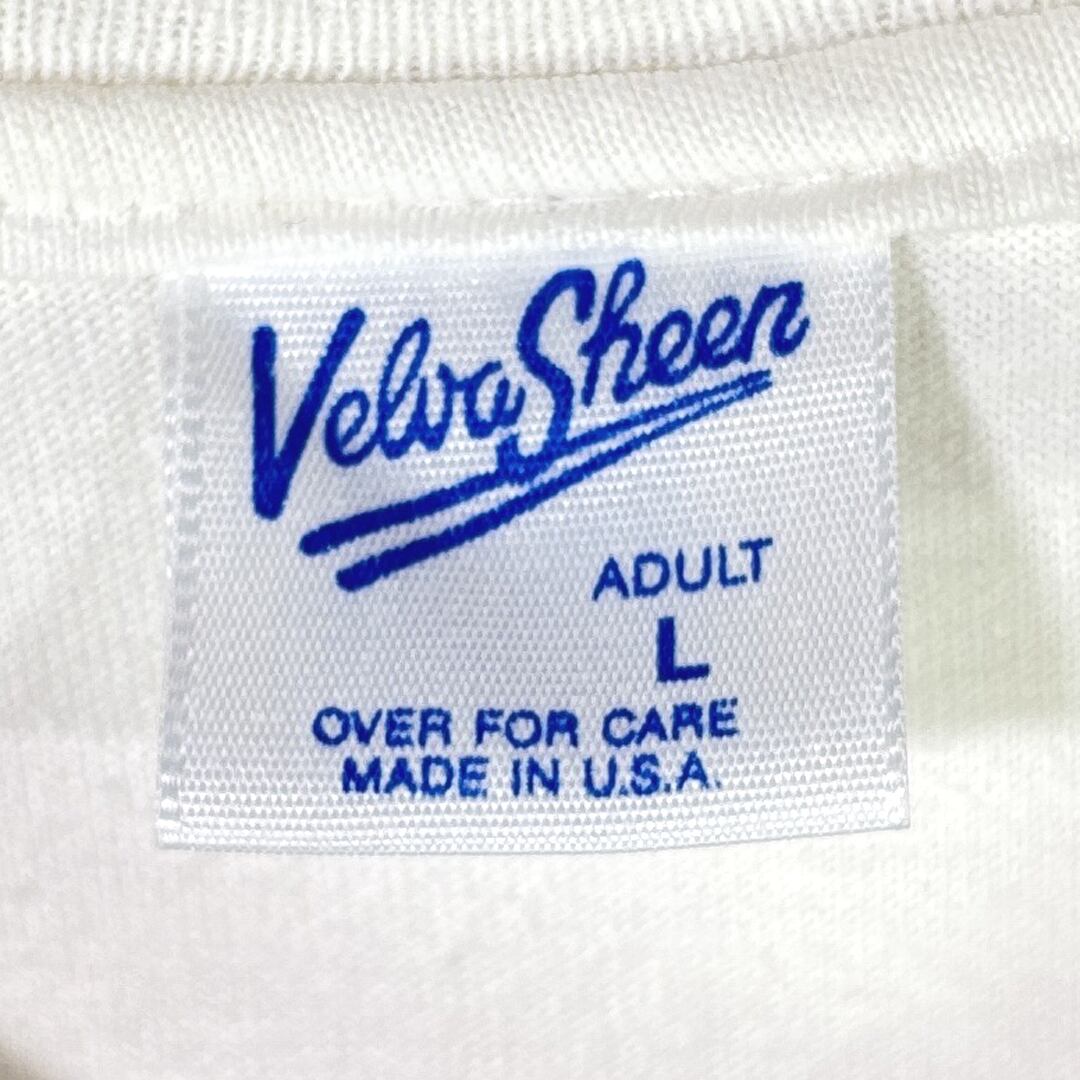 Velva Sheen
ADULT
L
OVER FOR CARE
MADE IN U.S.A.